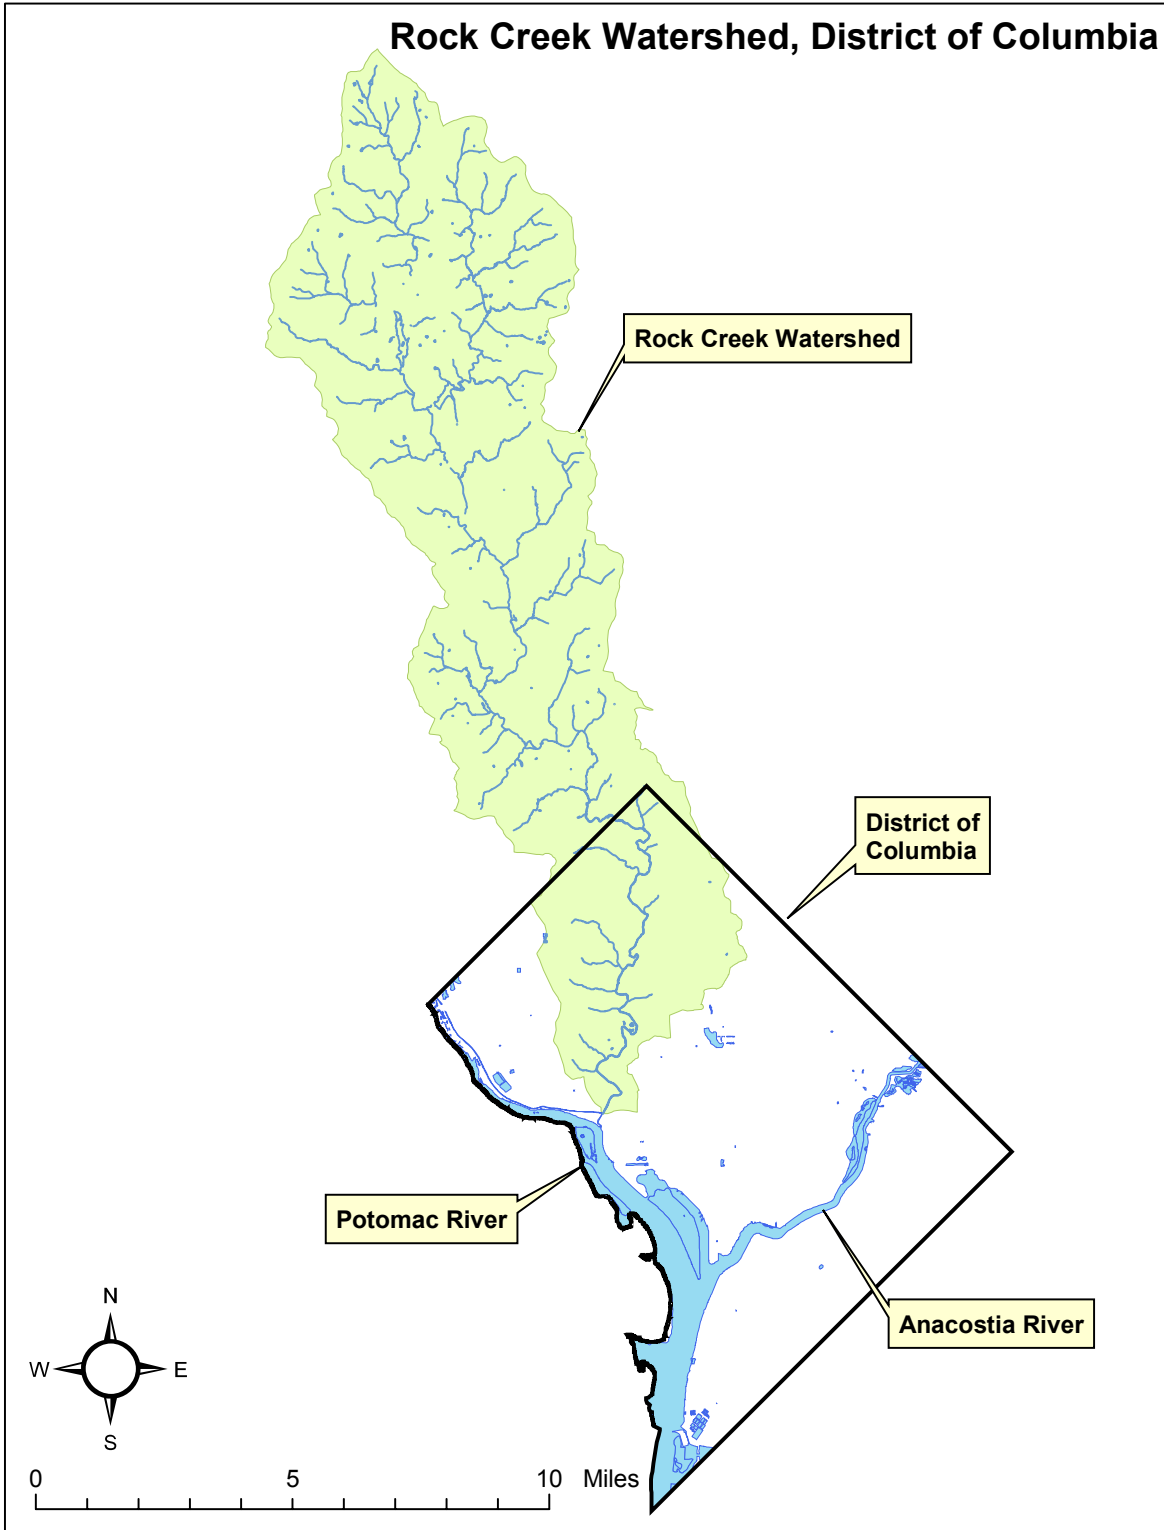 Rock Creek Watershed, District of Columbia
Rock Creek Watershed
District of
Columbia
Potomac River
Anacostia River
N
W
E
S
0
5
10
Miles